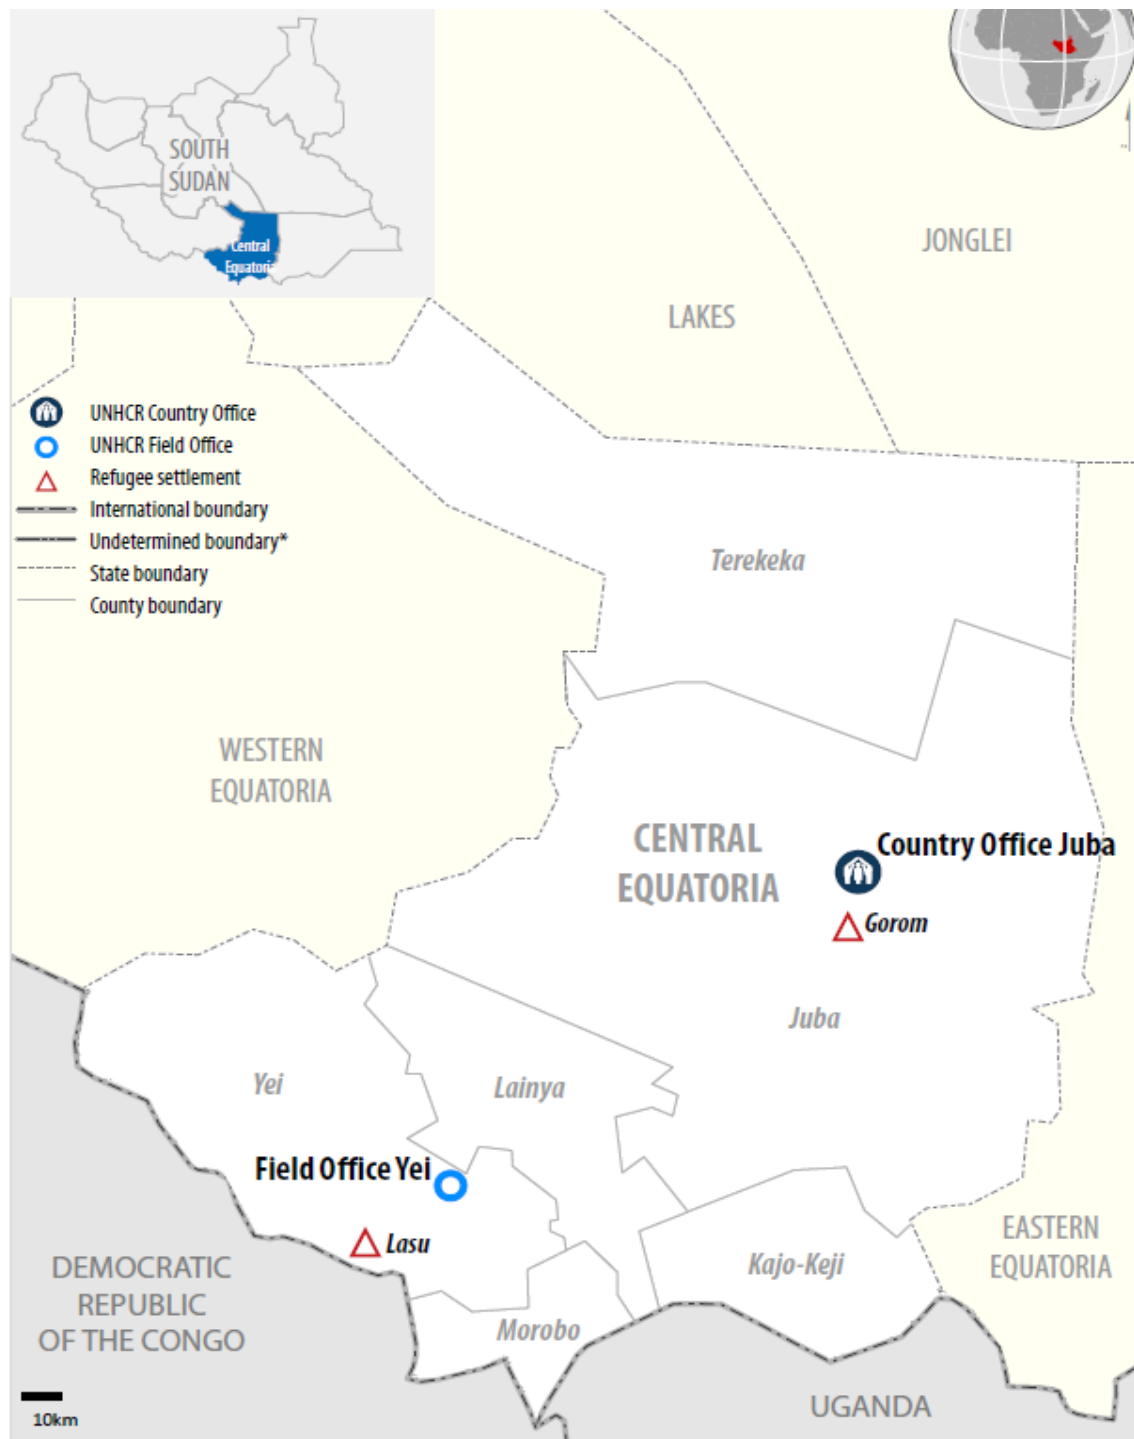 SOUTH
SUDAN
Central
Equatoria
JONGLEI
LAKES
UNHCR Country Office
UNHCR Field Office
Refugee settlement
International boundary
Undetermined boundary*
State boundary
County boundary
Terekeka
WESTERN
EQUATORIA
CENTRAL
EQUATORIA
Country Office Juba
Gorom
Juba
Yei
Lainya
Field Office Yei
Lasu
Kajo-Keji
EASTERN
EQUATORIA
DEMOCRATIC
REPUBLIC
OF THE CONGO
Morobo
UGANDA
10km